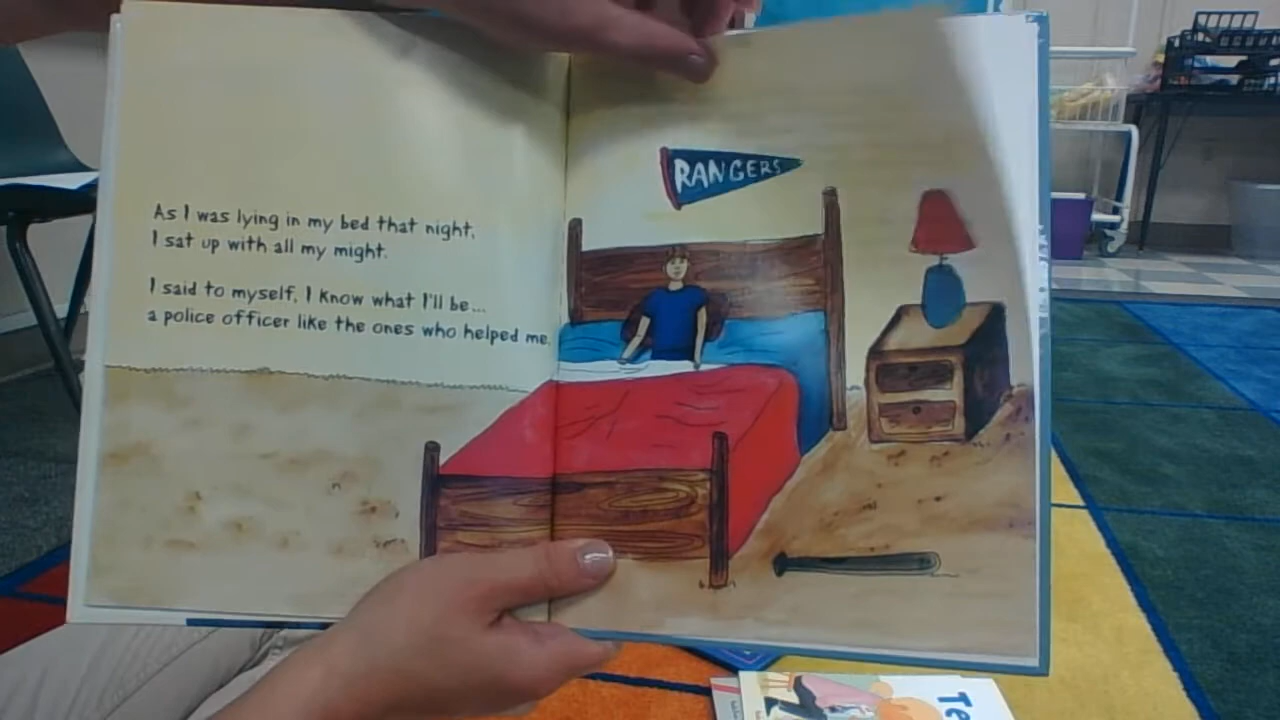 As I was lying in my bed that night,
I sat up with all my might.
I said to myself, I know what I'll be...
a police officer like the ones who helped me.
RANGERS
Te